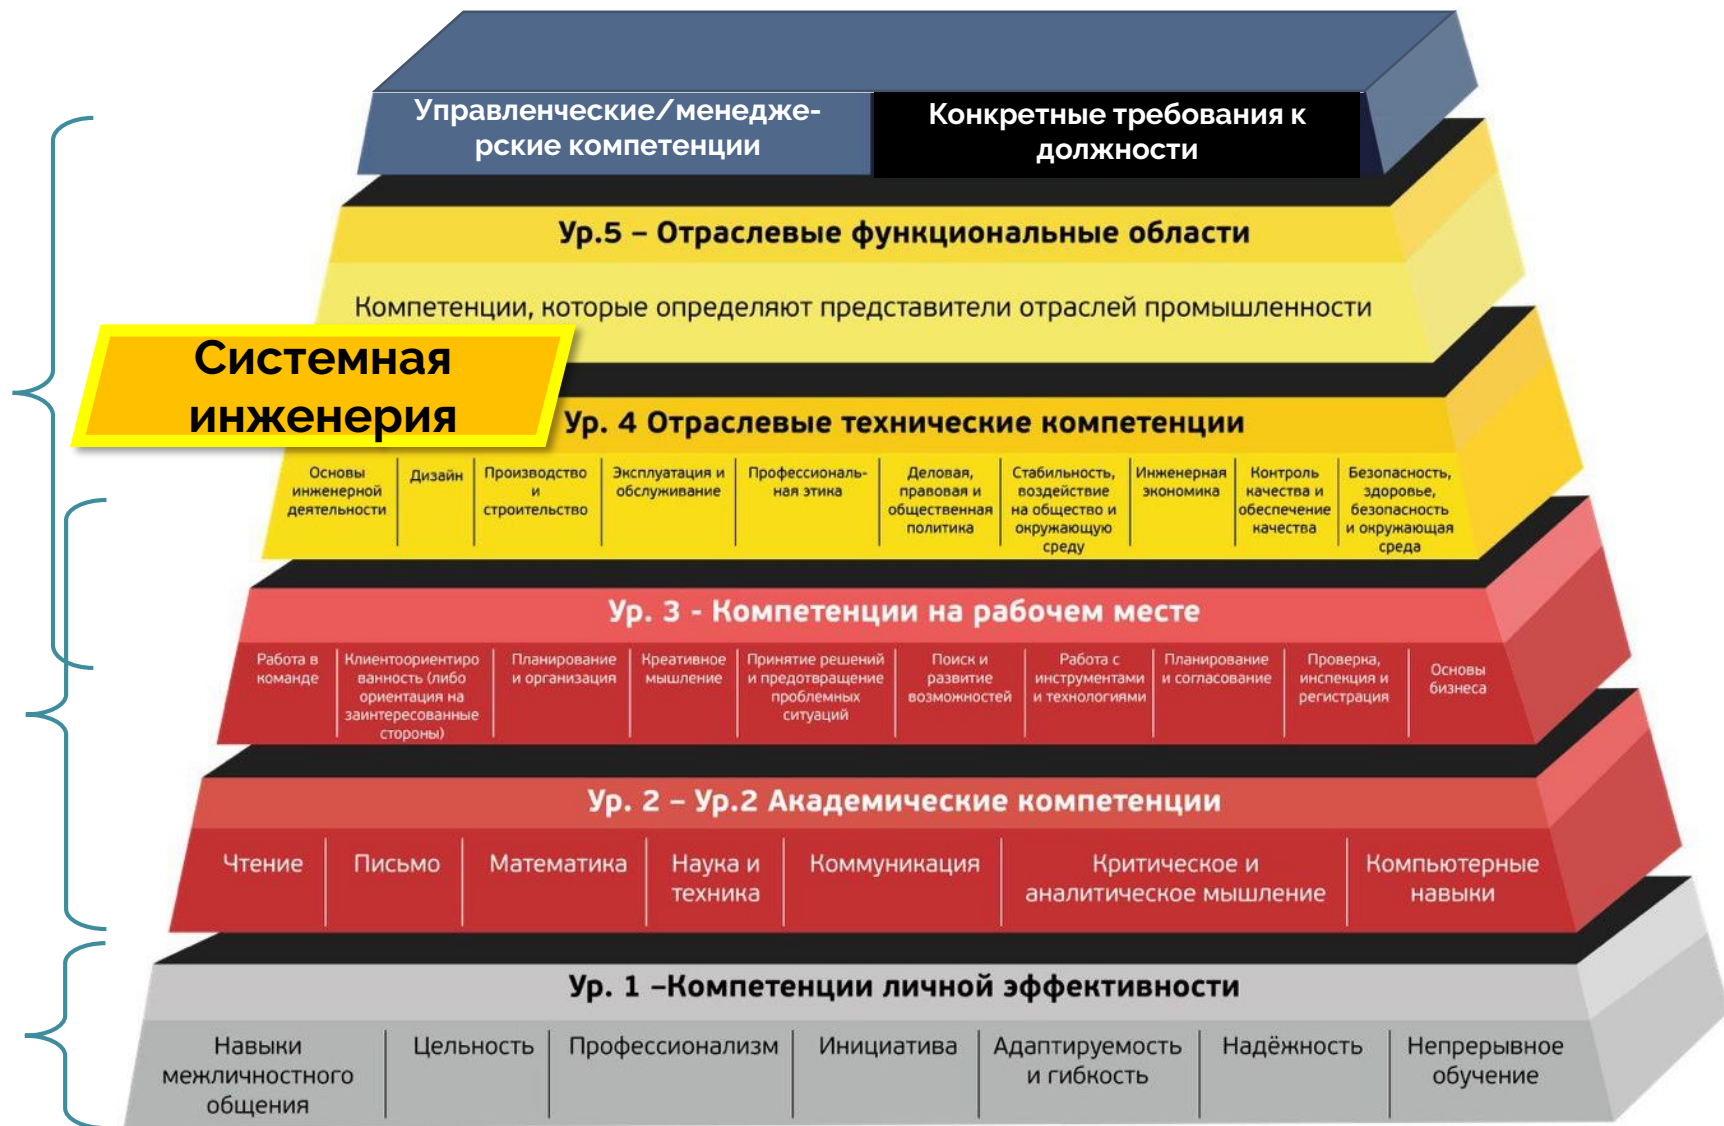 Управленческие/менедже-
рские компетенции
Конкретные требования к
должности
Ур.5 – Отраслевые функциональные области
Компетенции, которые определяют представители отраслей промышленности
Системная
инженерия
Ур. 4 Отраслевые технические компетенции
Основы
инженерной
деятельности
Дизайн
Производство
и
строительство
Эксплуатация и
обслуживание
Профессиональ-
ная этика
Деловая,
правовая и
общественная
политика
Стабильность,
воздействие
на общество и
окружающую
среду
Инженерная
экономика
Контроль
качества и
обеспечение
качества
Безопасность,
здоровье,
безопасность
и окружающая
среда
Ур. 3 - Компетенции на рабочем месте
Работа в
команде
Клиентоориентиро
ванность (либо
ориентация на
заинтересованные
стороны)
Планирование
и организация
Креативное
мышление
Принятие решений
и предотвращение
проблемных
ситуаций
Поиск и
развитие
возможностей
Работа с
инструментами
и технологиями
Планирование
и согласование
Проверка,
инспекция и
регистрация
Основы
бизнеса
Ур. 2 – Ур.2 Академические компетенции
Чтение
Письмо
Математика
Наука и
техника
Коммуникация
Критическое и
аналитическое мышление
Компьютерные
навыки
Ур. 1 –Компетенции личной эффективности
Навыки
межличностного
общения
Цельность
Профессионализм
Инициатива
Адаптируемость
и гибкость
Надёжность
Непрерывное
обучение